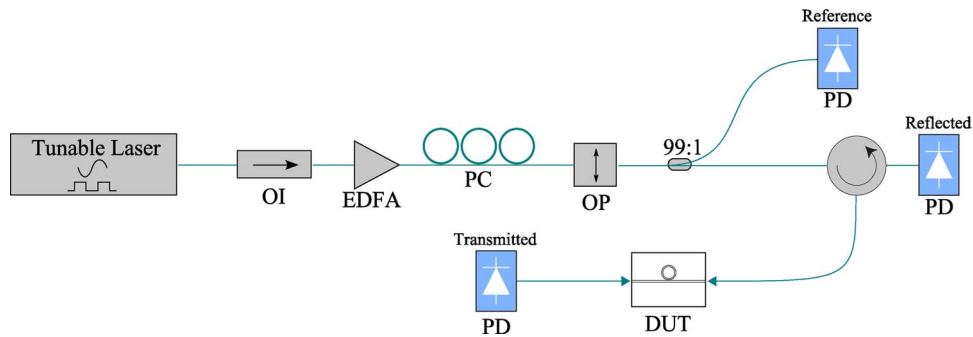 Reference
PD
Reflected
Tunable Laser
99:1
OI
EDFA
PC
OP
PD
Transmitted
PD
DUT